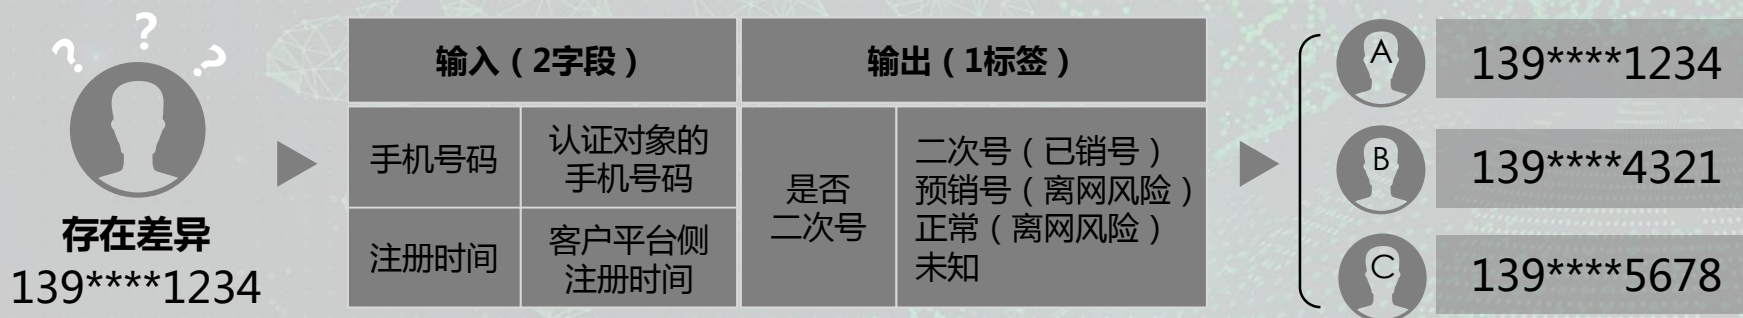 ? ? ?
存在差异
139****1234
输入（2字段）
输出（1标签）
手机号码
认证对象的
手机号码
注册时间
客户平台侧
注册时间
是否
二次号
二次号（已销号）
预销号（离网风险）
正常（离网风险）
未知
A
139****1234
B
139****4321
C
139****5678